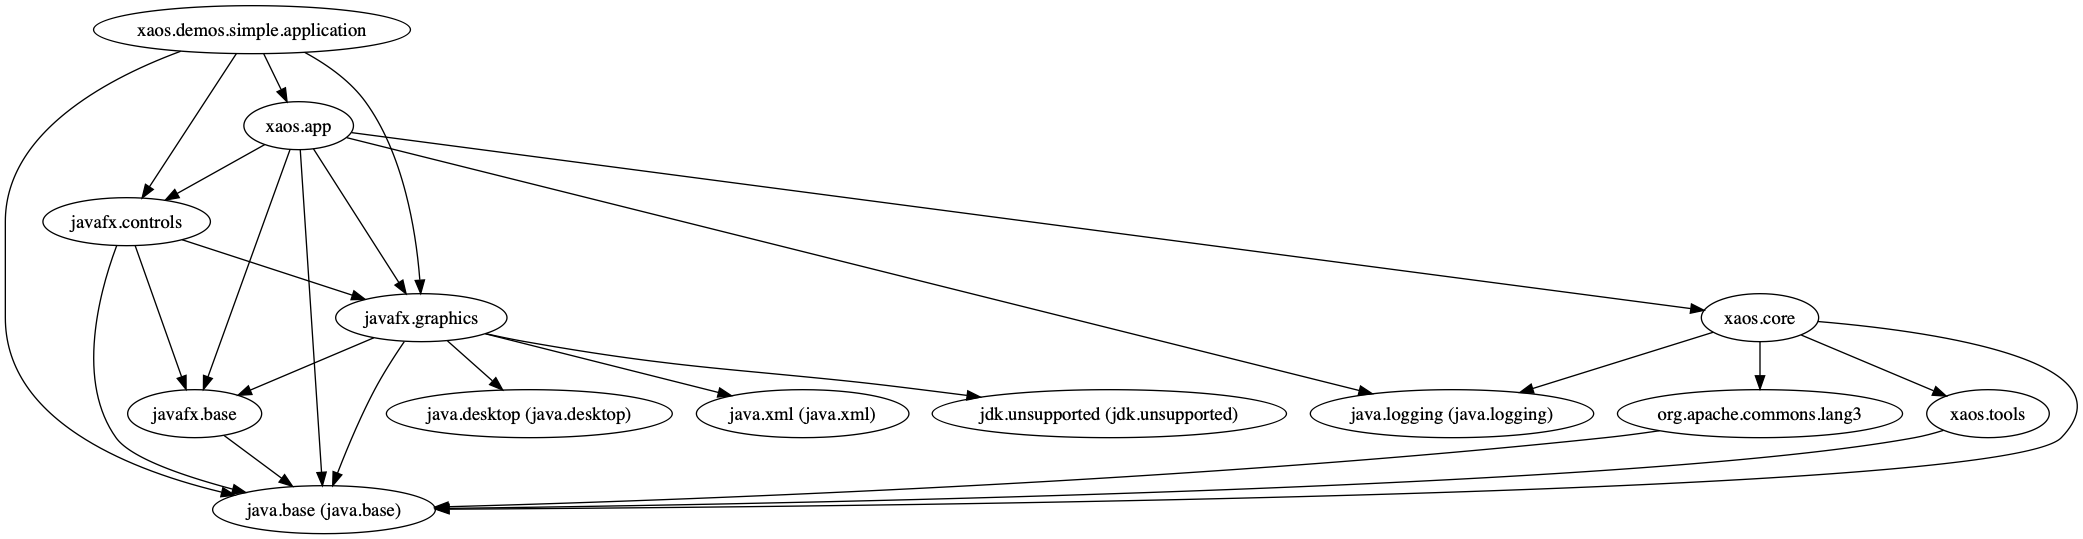 xaos.demos.simple.application
xaos.app
javafx.controls
javafx.graphics
xaos.core
javafx.base
java.desktop (java.desktop)
java.xml (java.xml)
jdk.unsupported (jdk.unsupported)
java.logging (java.logging)
org.apache.commons.lang3
xaos.tools
java.base (java.base)